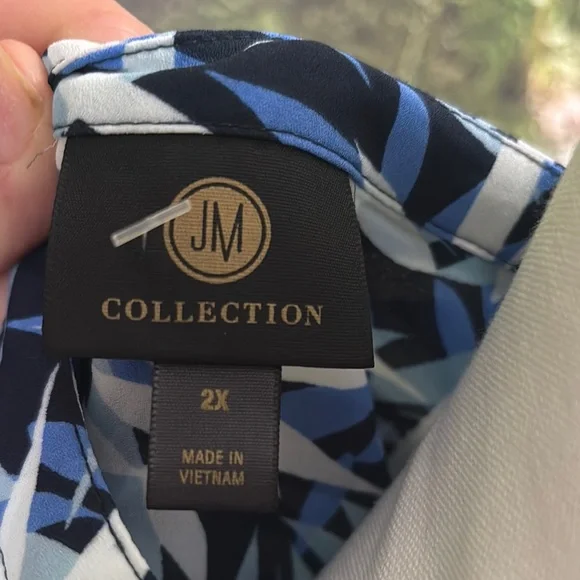 JM
COLLECTION
2X
MADE IN
VIETNAM